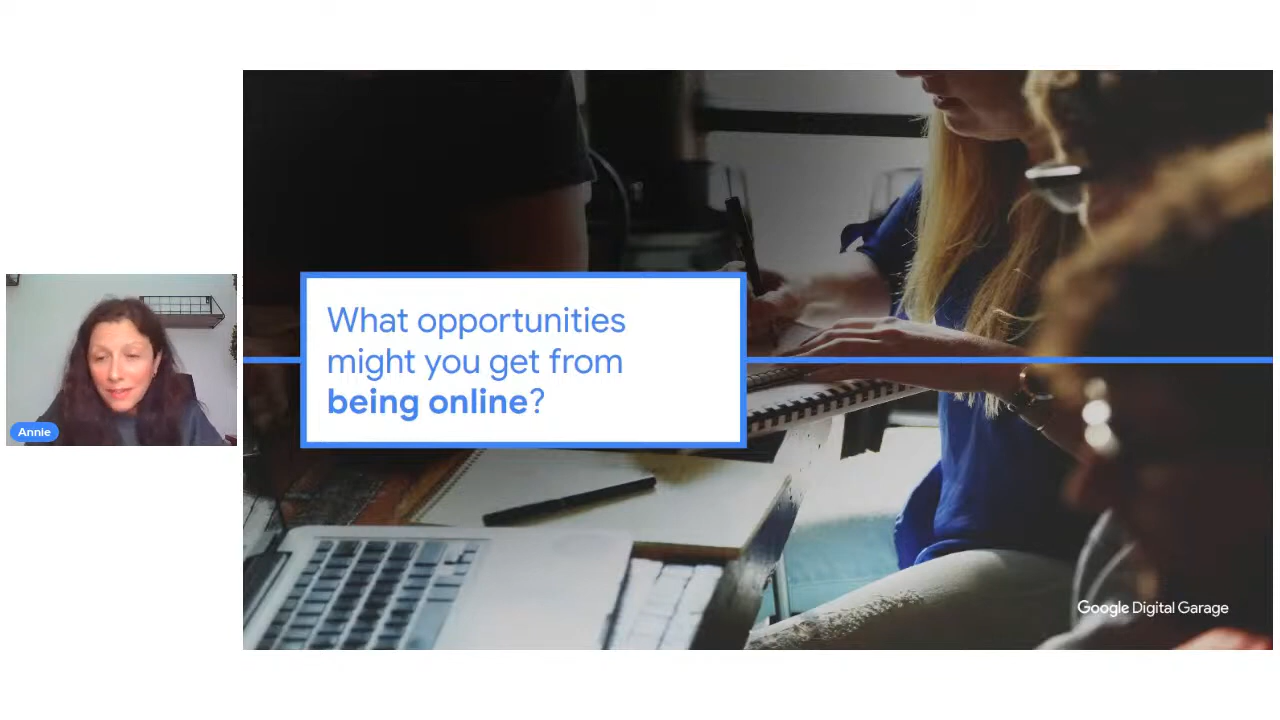 What opportunities
might you get from
being online?
Annie
Google Digital Garage